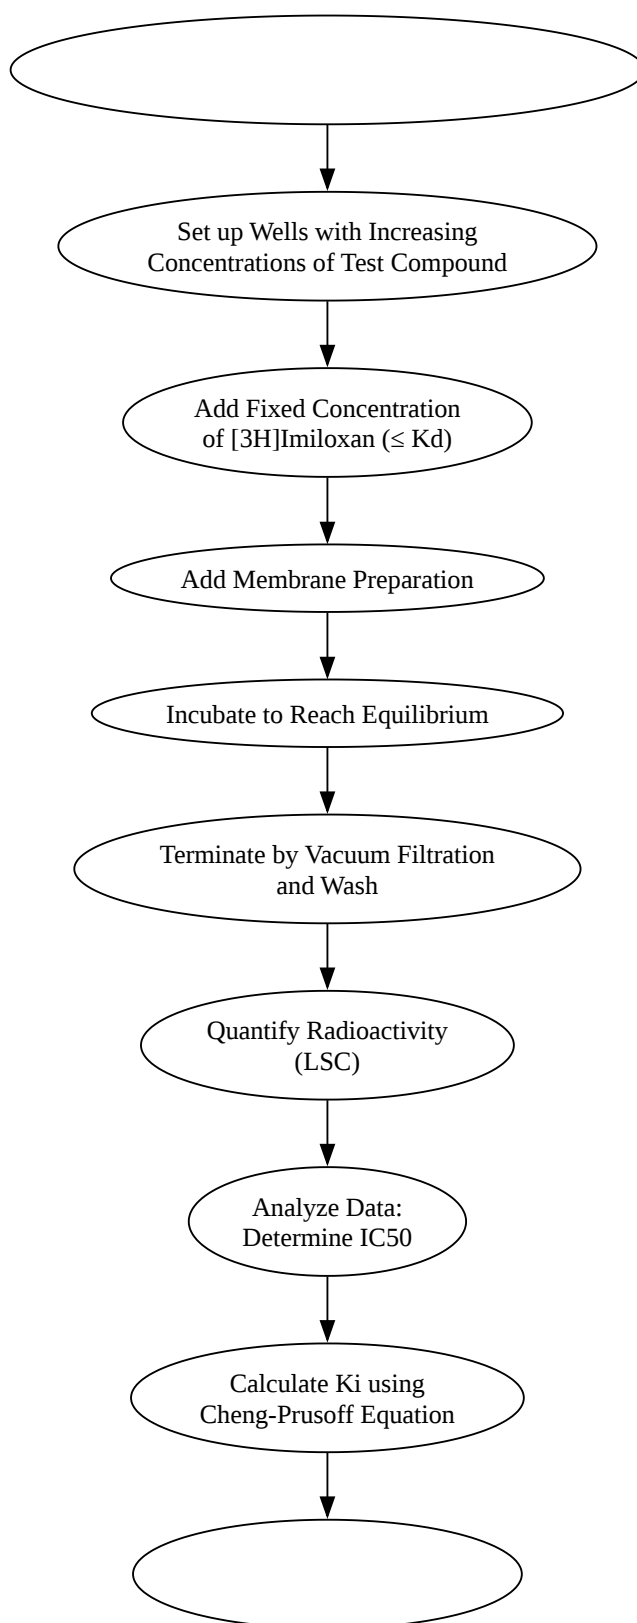 Set up Wells with Increasing
Concentrations of Test Compound
Add Fixed Concentration
of [3H]Imiloxan (≤ Kd)
Add Membrane Preparation
Incubate to Reach Equilibrium
Terminate by Vacuum Filtration
and Wash
Quantify Radioactivity
(LSC)
Analyze Data:
Determine IC50
Calculate Ki using
Cheng-Prusoff Equation